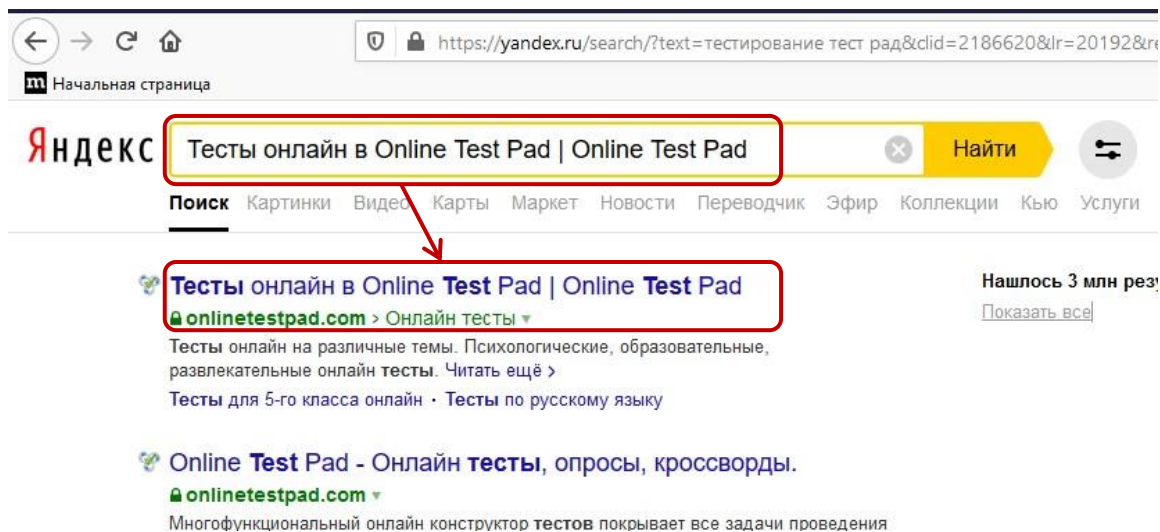 https://yandex.ru/search/?text=тестирование тест рад&clid=2186620&lr=20192&re
m Начальная страница
Яндекс Тесты онлайн в Online Test Pad | Online Test Pad Найти
Поиск Картинки Видео Карты Маркет Новости Переводчик Эфир Коллекции Кью Услуги
Тесты онлайн в Online Test Pad | Online Test Pad
onlinetestpad.com › Онлайн тесты
Тесты онлайн на различные темы. Психологические, образовательные,
развлекательные онлайн тесты. Читать ещё ›
Тесты для 5-го класса онлайн · Тесты по русскому языку
Нашлось 3 млн резу
Показать все
Online Test Pad - Онлайн тесты, опросы, кроссворды.
onlinetestpad.com
Многофункциональный онлайн конструктор тестов покрывает все задачи проведения